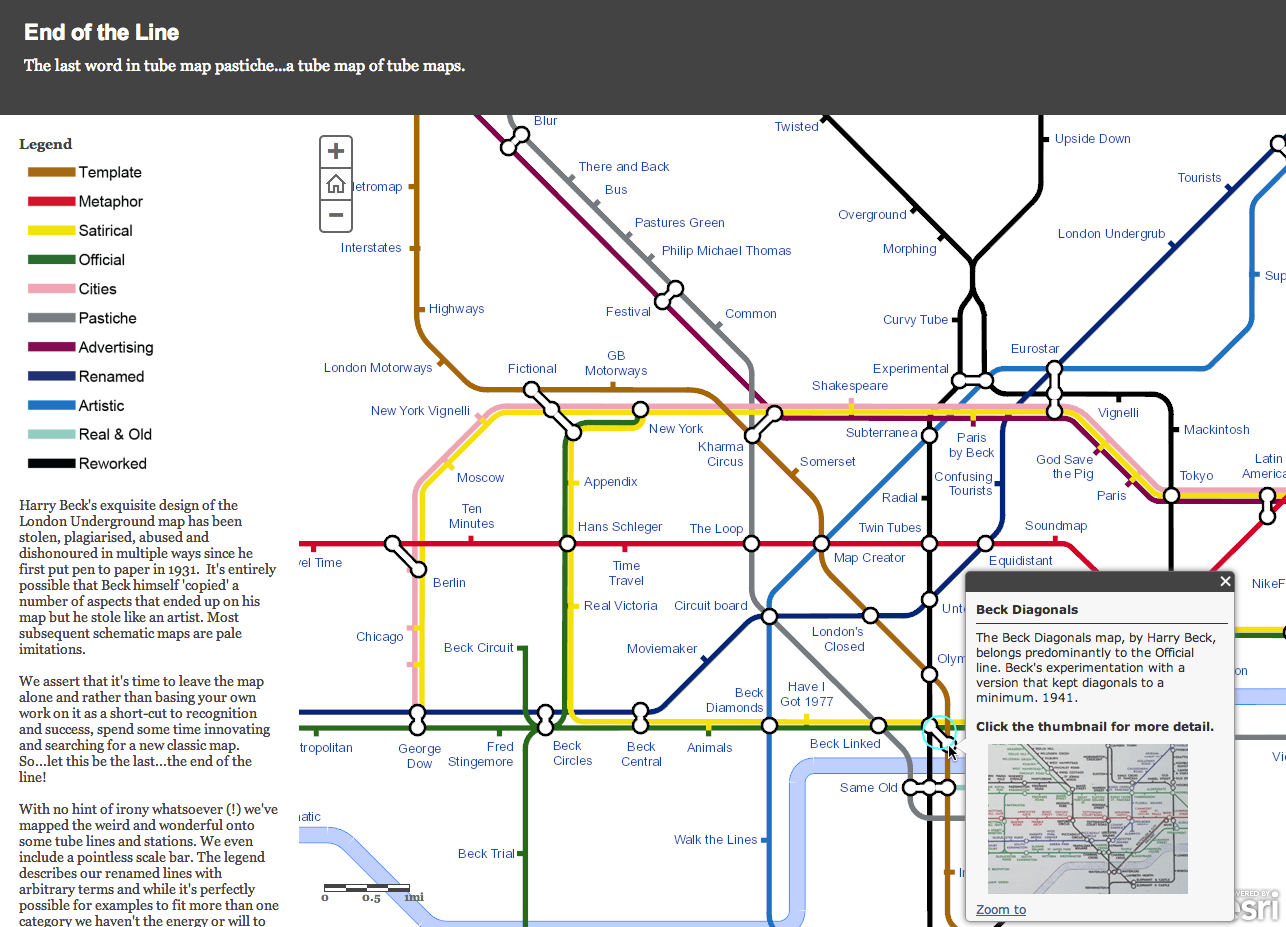 End of the Line
The last word in tube map pastiche...a tube map of tube maps.
Legend
Template
Metaphor
Satirical
Official
Cities
Pastiche
Advertising
Renamed
Artistic
Real & Old
Reworked
Harry Beck's exquisite design of the
London Underground map has been
stolen, plagiarised, abused and
dishonoured in multiple ways since he
first put pen to paper in 1931.  It's entirely
possible that Beck himself 'copied' a
number of aspects that ended up on his
map but he stole like an artist. Most
subsequent schematic maps are pale
imitations.
We assert that it's time to leave the map
alone and rather than basing your own
work on it as a short-cut to recognition
and success, spend some time innovating
and searching for a new classic map.
So...let this be the last...the end of the
line!
With no hint of irony whatsoever (!) we've
mapped the weird and wonderful onto
some tube lines and stations. We even
include a pointless scale bar. The legend
describes our renamed lines with
arbitrary terms and while it's perfectly
possible for examples to fit more than one
category we haven't the energy or will to
+
−
Blur
Twisted
Upside Down
There and Back
Bus
Tourists
etromap
Pastures Green
Overground
London Undergrub
Interstates
Philip Michael Thomas
Morphing
Sup
Highways
Festival
Common
Curvy Tube
Eurostar
London Motorways
Fictional
GB
Motorways
Experimental
Shakespeare
New York Vignelli
New York
Vignelli
Kharma
Circus
Subterranea
Paris
by Beck
Mackintosh
Moscow
Appendix
Somerset
Confusing
Tourists
God Save
the Pig
Paris
Tokyo
Latin
America
Ten
Minutes
Hans Schleger
The Loop
Radial
Twin Tubes
Soundmap
vel Time
Time
Travel
Map Creator
Equidistant
Berlin
NikeF
Real Victoria
Circuit board
Unt
Chicago
Beck Circuit
Moviemaker
London's
Closed
Olym
on
Beck
Diamonds
Have I
Got 1977
tropolitan
George
Dow
Fred
Stingemore
Beck
Circles
Beck
Central
Animals
Beck Linked
Vi
Same Old
natic
Beck Trial
Walk the Lines
In
0 0.5 1mi
×
Beck Diagonals
The Beck Diagonals map, by Harry Beck,
belongs predominantly to the Official
line. Beck's experimentation with a
version that kept diagonals to a
minimum. 1941.
Click the thumbnail for more detail.
Zoom to
WERED BY
esri